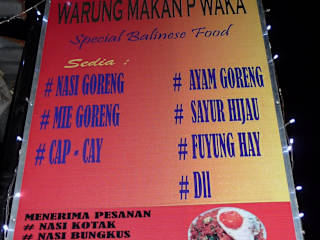 WARUNG MAKAN P WAKA
Special Balinese Food
Sedia :
# NASI GORENG
# MIE GORENG
# CAP - CAY
# AYAM GORENG
# SAYUR HIJAU
# FUYUNG HAY
# Dll
MENERIMA PESANAN
# NASI KOTAK
# NASI BUNGKUS